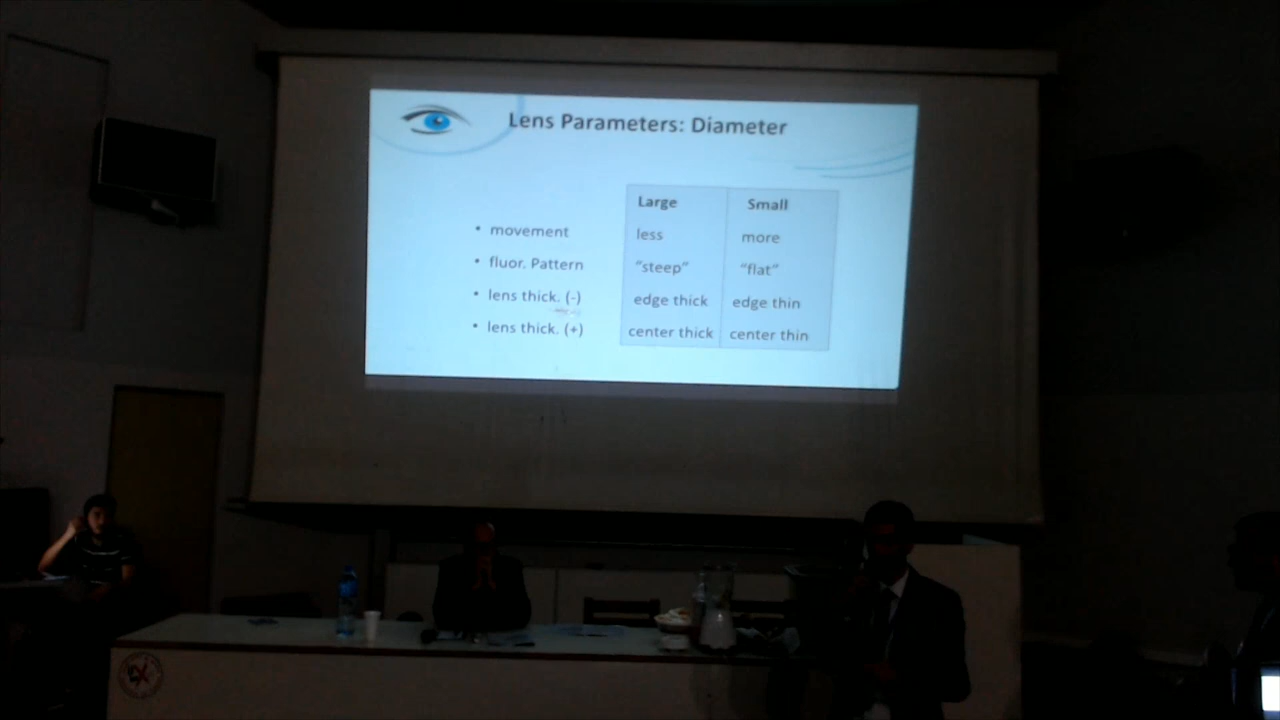 Lens Parameters: Diameter
Large Small
• movement less more
• fluor. Pattern "steep" "flat"
• lens thick. (-) edge thick edge thin
• lens thick. (+) center thick center thin